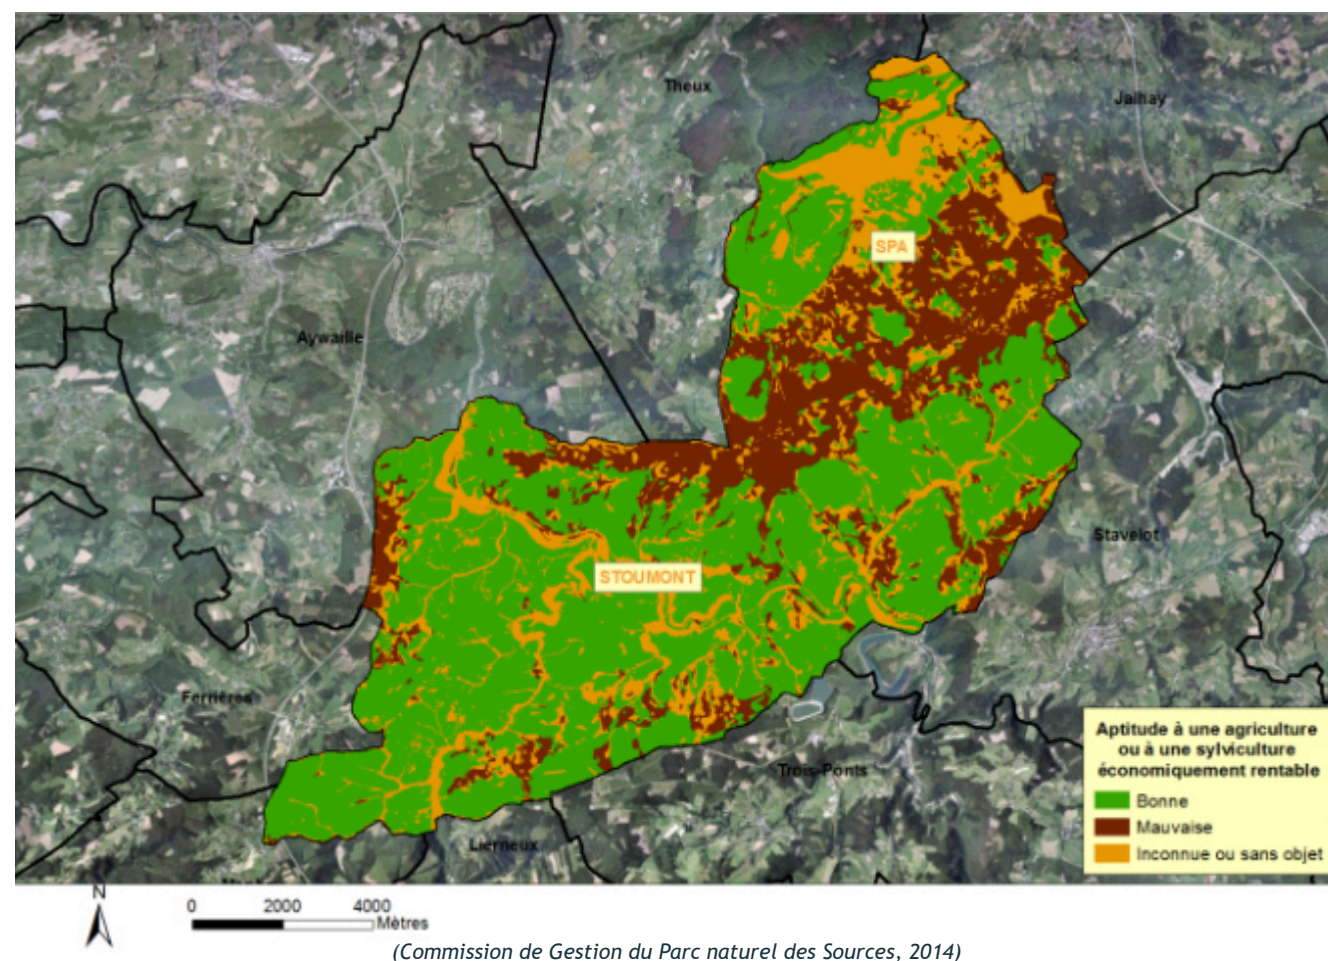 Theux
Jalhay
SPA
Aywaille
Stavelot
STOUMONT
Ferrières
Trois-Ponts
Lierneux
Aptitude à une agriculture
ou à une sylviculture
économiquement rentable
Bonne
Mauvaise
Inconnue ou sans objet
N
0 2000 4000
Mètres
(Commission de Gestion du Parc naturel des Sources, 2014)